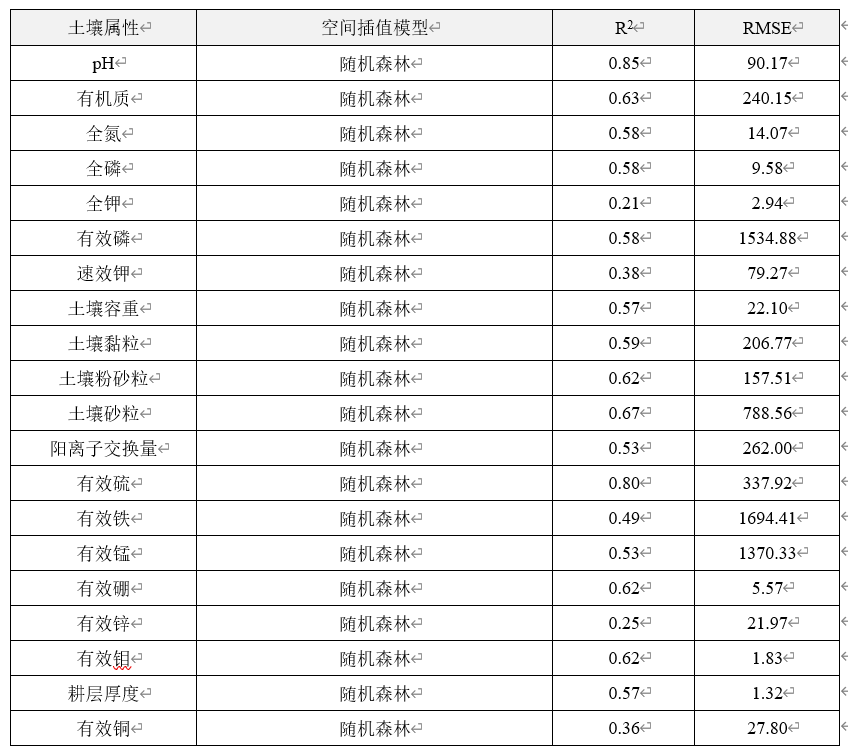 土壤属性 空间插值模型 R² RMSE
pH 随机森林 0.85 90.17
有机质 随机森林 0.63 240.15
全氮 随机森林 0.58 14.07
全磷 随机森林 0.58 9.58
全钾 随机森林 0.21 2.94
有效磷 随机森林 0.58 1534.88
速效钾 随机森林 0.38 79.27
土壤容重 随机森林 0.57 22.10
土壤黏粒 随机森林 0.59 206.77
土壤粉砂粒 随机森林 0.62 157.51
土壤砂粒 随机森林 0.67 788.56
阳离子交换量 随机森林 0.53 262.00
有效硫 随机森林 0.80 337.92
有效铁 随机森林 0.49 1694.41
有效锰 随机森林 0.53 1370.33
有效硼 随机森林 0.62 5.57
有效锌 随机森林 0.25 21.97
有效钼 随机森林 0.62 1.83
耕层厚度 随机森林 0.57 1.32
有效铜 随机森林 0.36 27.80